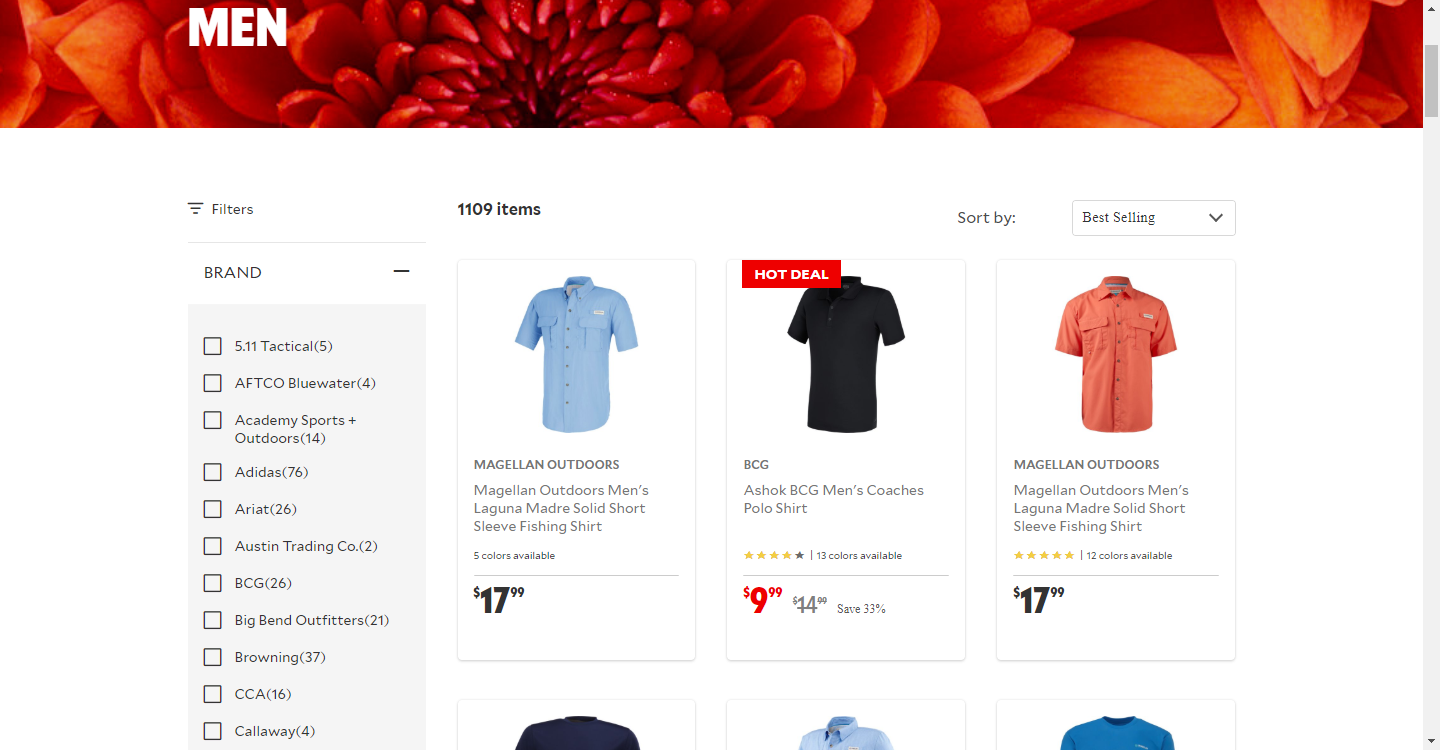 MEN
Filters
1109 items
Sort by:
Best Selling
BRAND
5.11 Tactical(5)
AFTCO Bluewater(4)
Academy Sports +
Outdoors(14)
Adidas(76)
Ariat(26)
Austin Trading Co.(2)
BCG(26)
Big Bend Outfitters(21)
Browning(37)
CCA(16)
Callaway(4)
MAGELLAN OUTDOORS
Magellan Outdoors Men's
Laguna Madre Solid Short
Sleeve Fishing Shirt
5 colors available
$17 99
HOT DEAL
BCG
Ashok BCG Men's Coaches
Polo Shirt
| 13 colors available
$9 99 $14 99 Save 33%
MAGELLAN OUTDOORS
Magellan Outdoors Men's
Laguna Madre Solid Short
Sleeve Fishing Shirt
| 12 colors available
$17 99